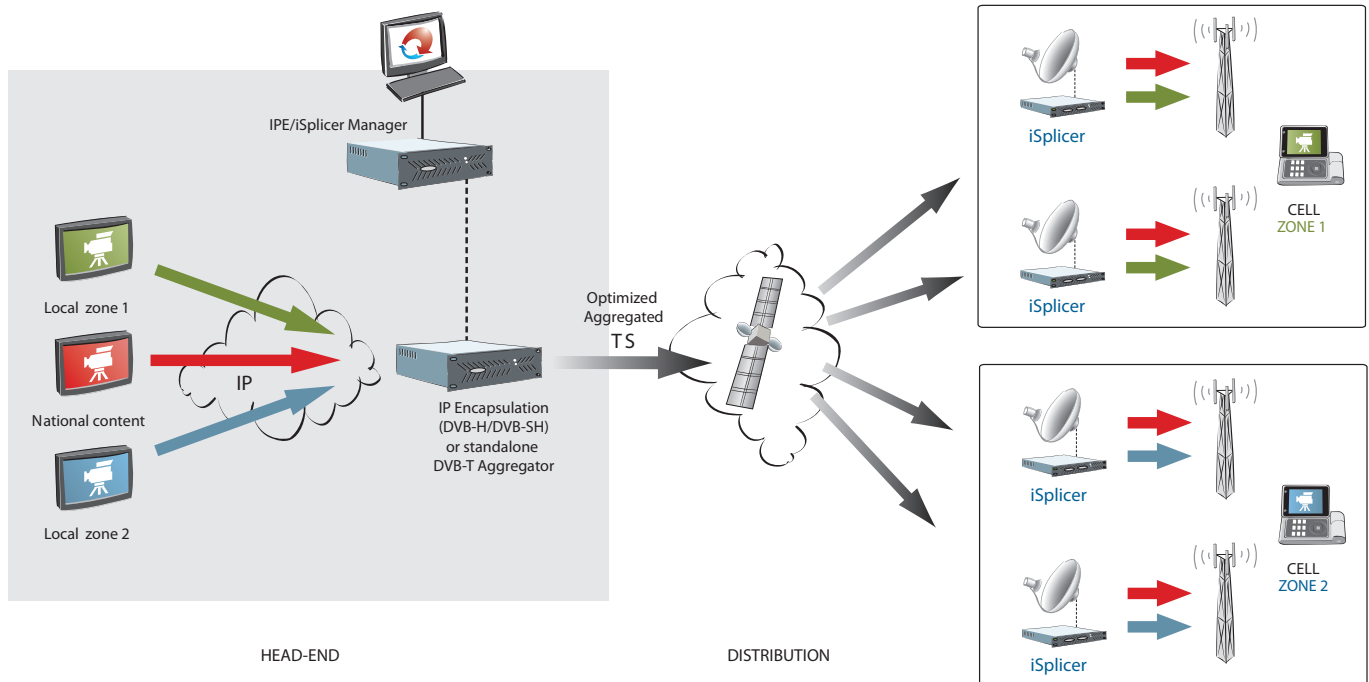 IPE/iSplicer Manager
Local zone 1
National content
Local zone 2
IP
IP Encapsulation
(DVB-H/DVB-SH)
or standalone
DVB-T Aggregator
Optimized
Aggregated
TS
iSplicer
iSplicer
CELL
ZONE 1
iSplicer
iSplicer
CELL
ZONE 2
HEAD-END
DISTRIBUTION